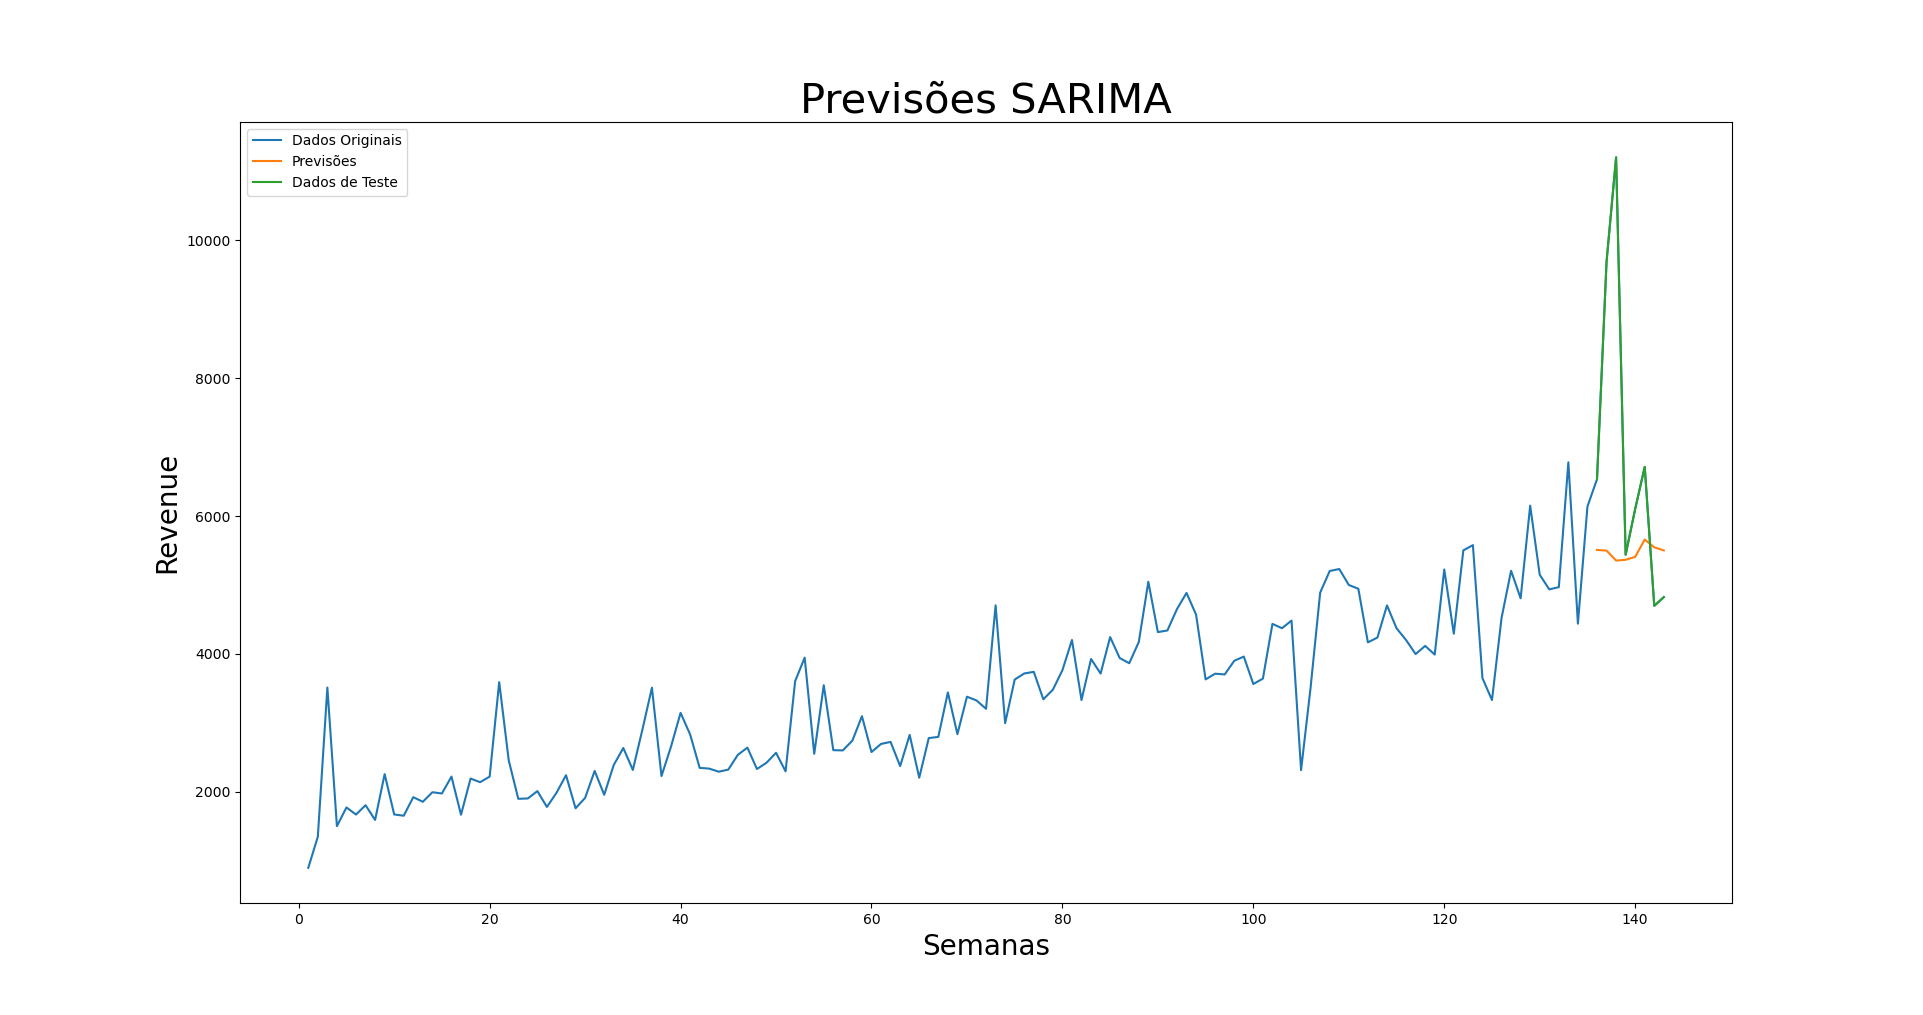 Previsões SARIMA
Dados Originais
Previsões
Dados de Teste
10000
8000
6000
4000
2000
Revenue
0 20 40 60 80 100 120 140
Semanas